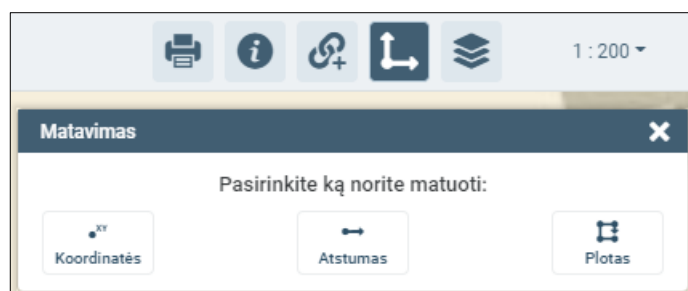 1 : 200
Matavimas
Pasirinkite ką norite matuoti:
XY
Koordinatės
Atstumas
Plotas